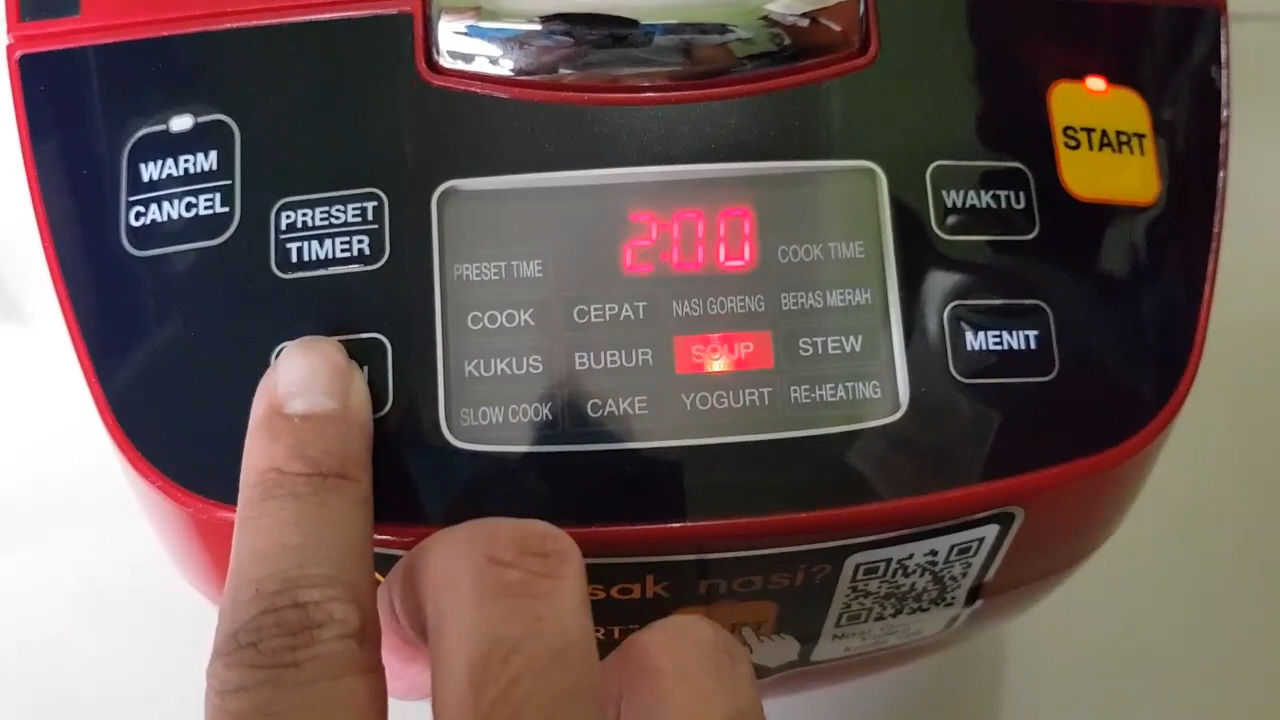 WARM
CANCEL
PRESET
TIMER
2:00
PRESET TIME
COOK TIME
COOK
CEPAT
NASI GORENG
BERAS MERAH
KUKUS
BUBUR
SOUP
STEW
SLOW COOK
CAKE
YOGURT
RE-HEATING
WAKTU
START
MENIT
sak nasi?